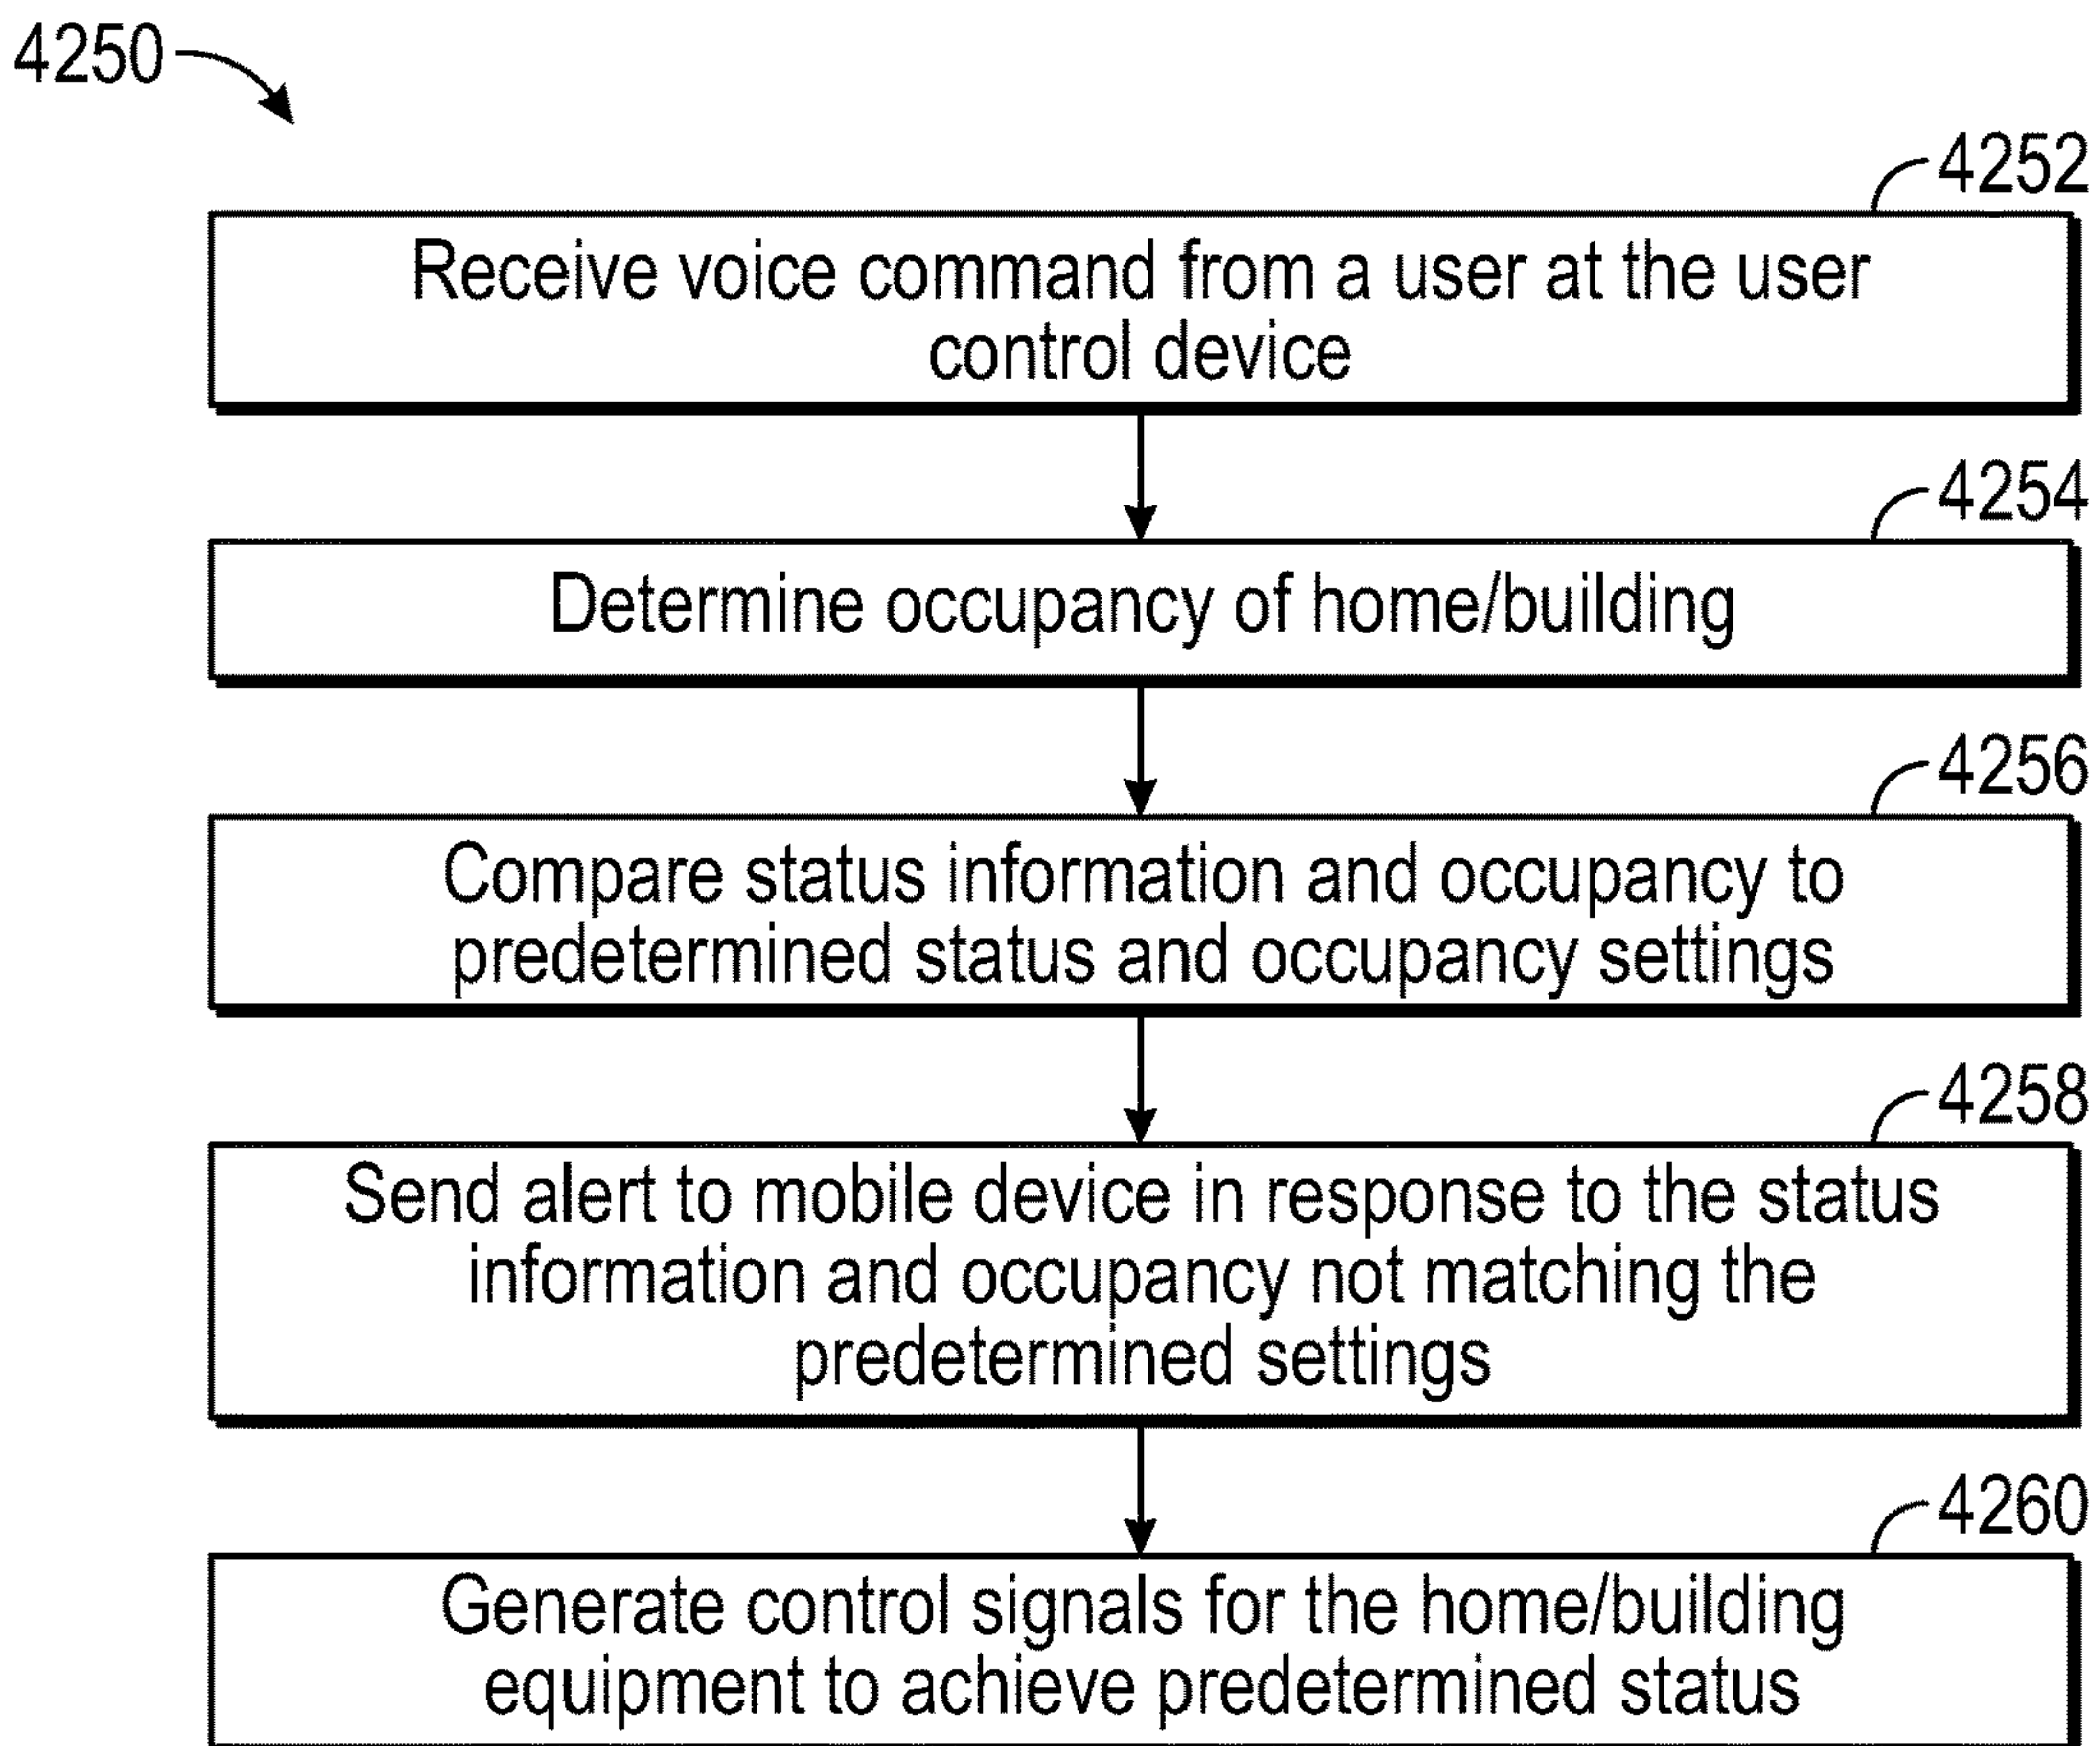 4250
4252
Receive voice command from a user at the user
control device
4254
Determine occupancy of home/building
4256
Compare status information and occupancy to
predetermined status and occupancy settings
4258
Send alert to mobile device in response to the status
information and occupancy not matching the
predetermined settings
4260
Generate control signals for the home/building
equipment to achieve predetermined status